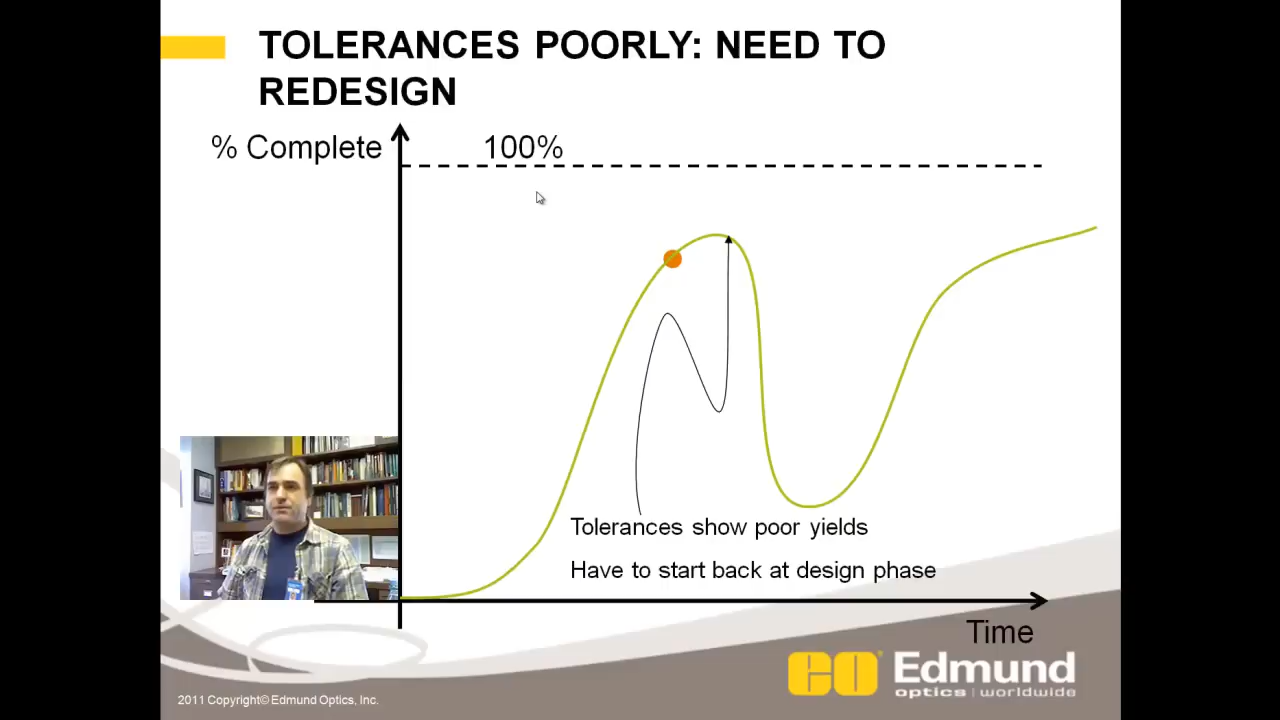 TOLERANCES POORLY: NEED TO
REDESIGN
% Complete
100%
Tolerances show poor yields
Have to start back at design phase
Time
EO Edmund
optics | worldwide
2011 Copyright© Edmund Optics, Inc.